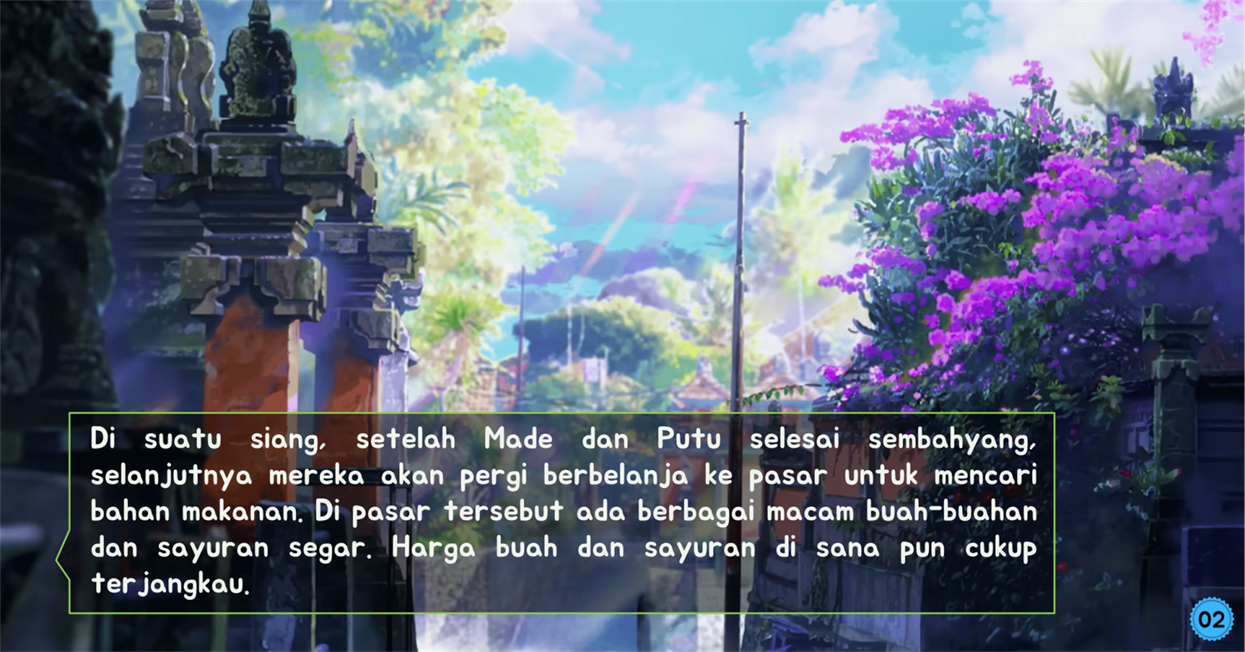 Di suatu siang, setelah Made dan Putu selesai sembahyang,
selanjutnya mereka akan pergi berbelanja ke pasar untuk mencari
bahan makanan. Di pasar tersebut ada berbagai macam buah-buahan
dan sayuran segar. Harga buah dan sayuran di sana pun cukup
terjangkau.
02